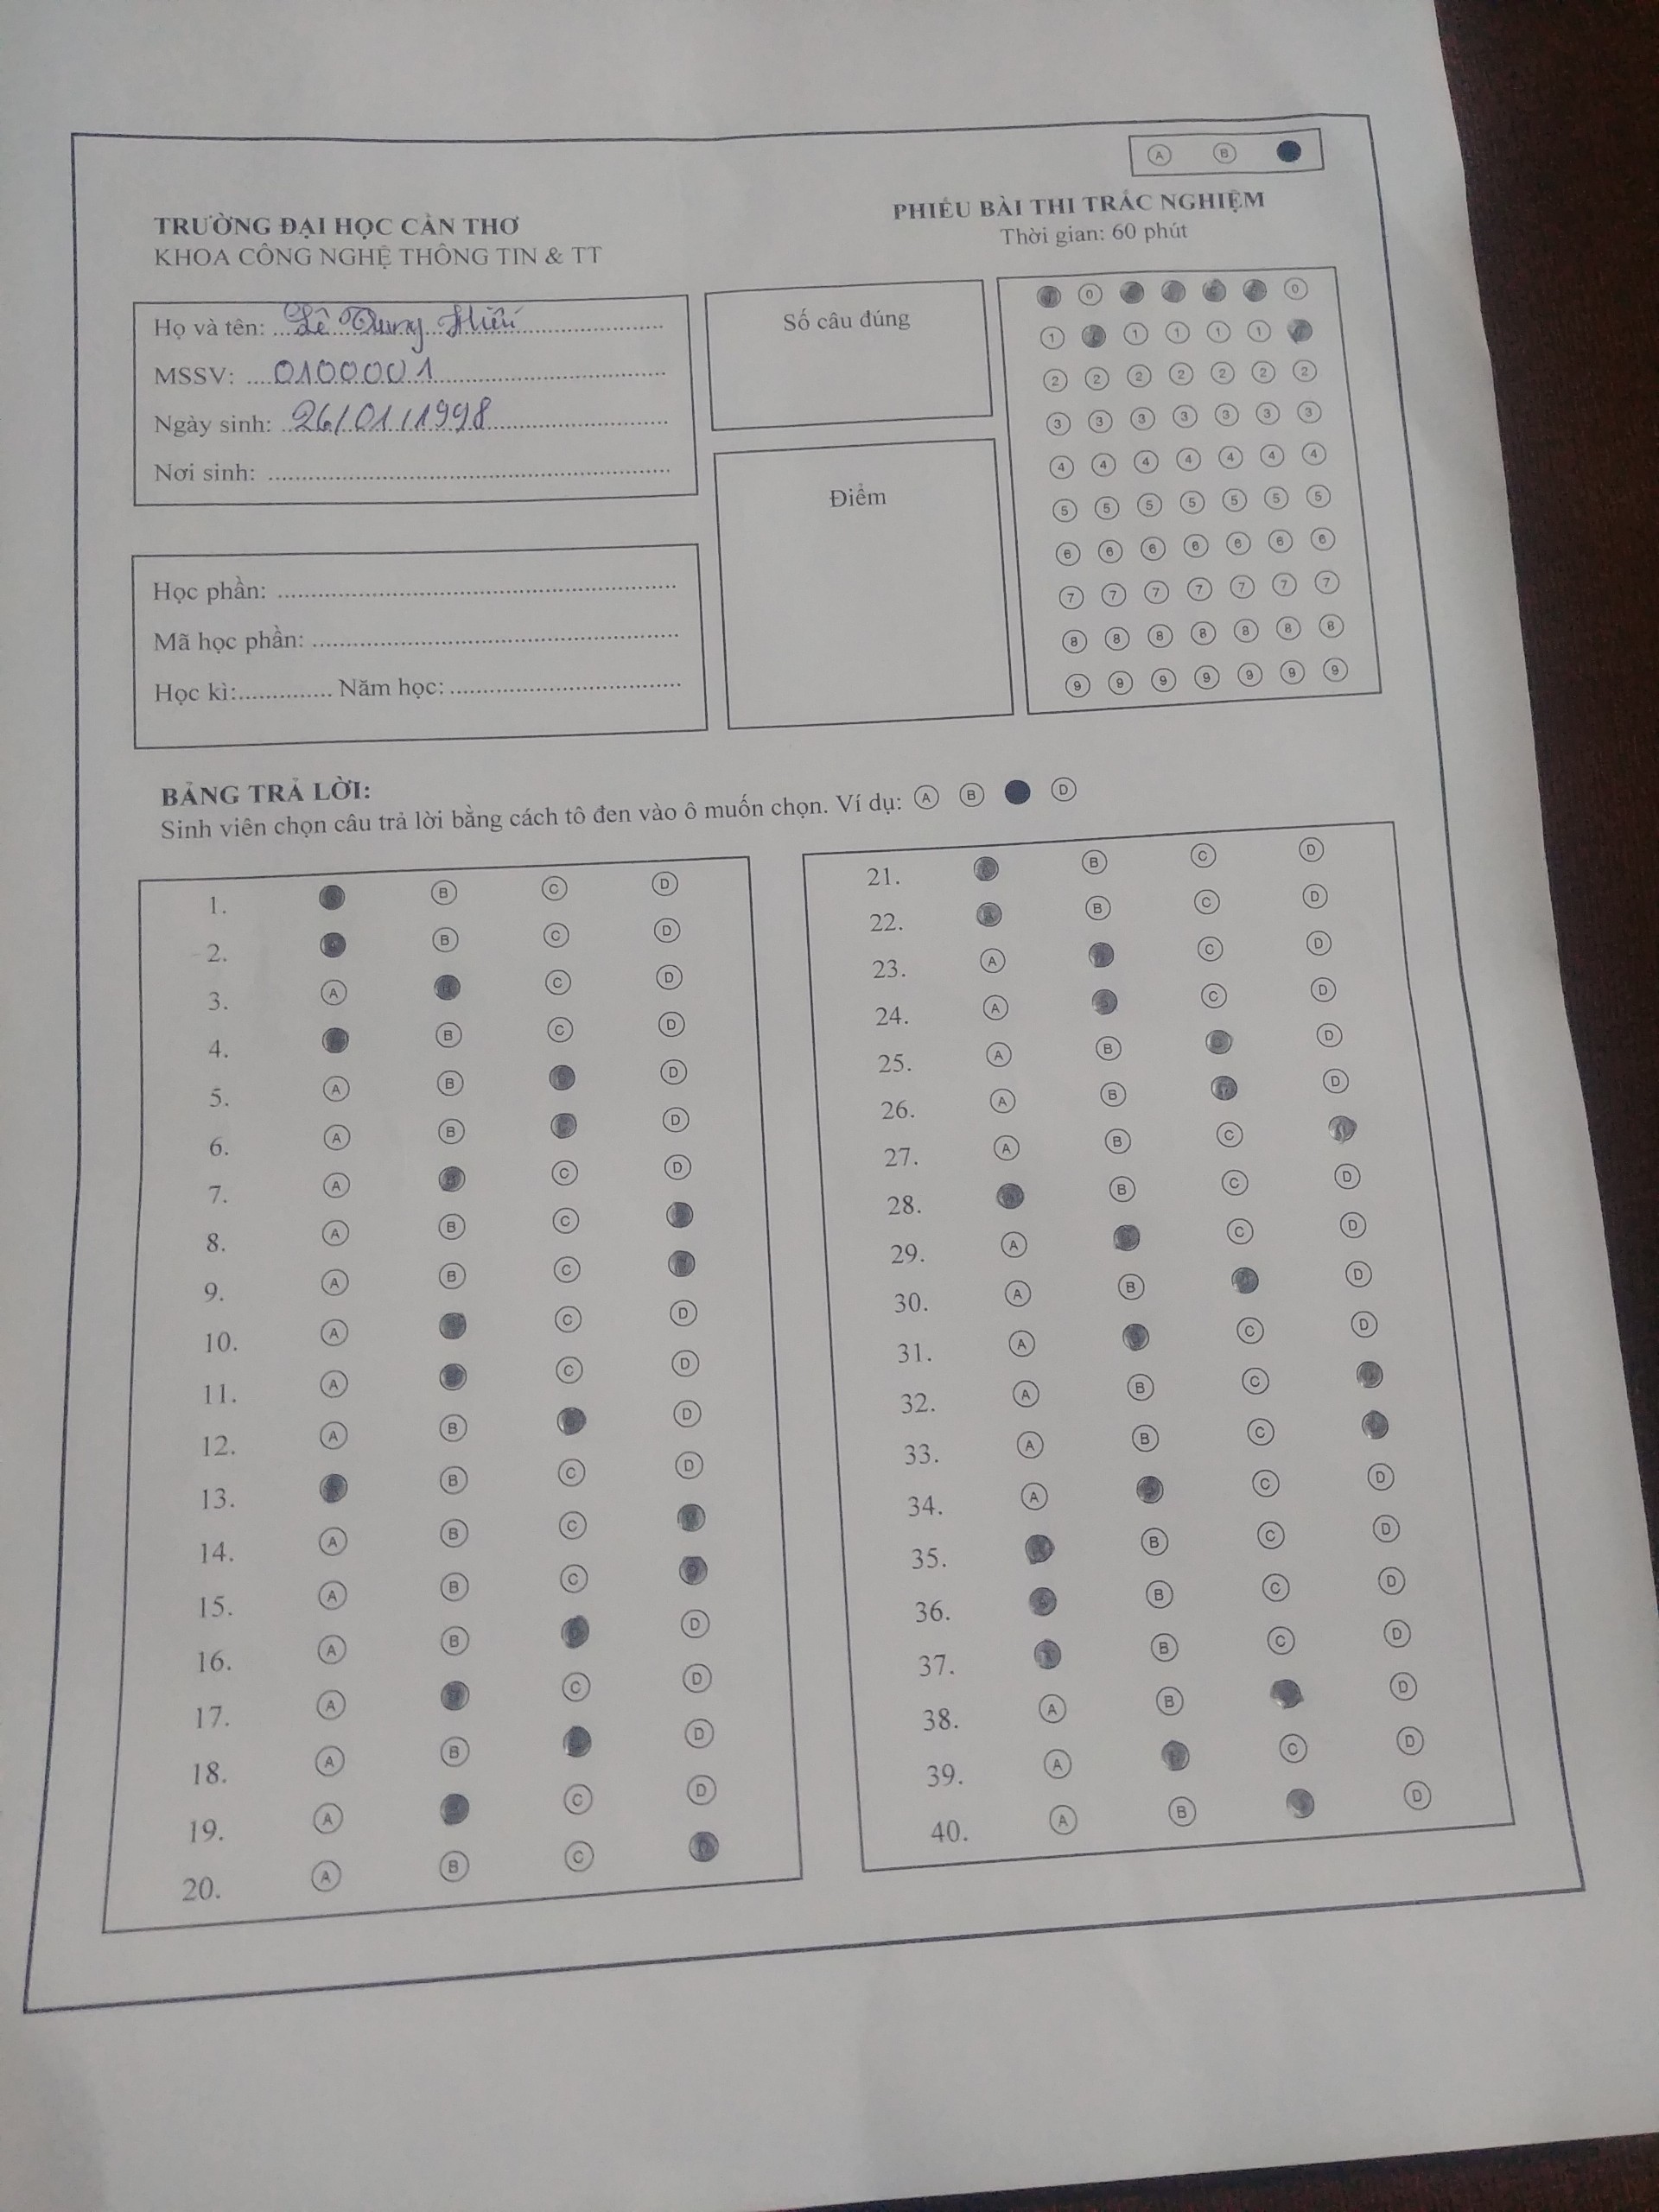 A B
TRƯỜNG ĐẠI HỌC CẦN THƠ
KHOA CÔNG NGHỆ THÔNG TIN & TT
PHIẾU BÀI THI TRẮC NGHIỆM
Thời gian: 60 phút
Họ và tên: Lê Trung Hiếu
MSSV: 0100001
Ngày sinh: 26/01/1998
Nơi sinh:
Học phần:
Mã học phần:
Học kì: Năm học:
Số câu đúng
Điểm
0 0
1 1 1 1 1
2 2 2 2 2 2 2
3 3 3 3 3 3 3
4 4 4 4 4 4 4
5 5 5 5 5 5 5
6 6 6 6 6 6 6
7 7 7 7 7 7 7
8 8 8 8 8 8 8
9 9 9 9 9 9 9
BẢNG TRẢ LỜI:
Sinh viên chọn câu trả lời bằng cách tô đen vào ô muốn chọn. Ví dụ: A B D
1. B C D
2. B C D
3. A C D
4. B C D
5. A B D
6. A B D
7. A C D
8. A B C
9. A B C
10. A C D
11. A C D
12. A B D
13. B C D
14. A B C
15. A B C
16. A B D
17. A C D
18. A B D
19. A C D
20. A B C
21. B C D
22. B C D
23. A C D
24. A C D
25. A B D
26. A B D
27. A B C
28. B C D
29. A C D
30. A B D
31. A C D
32. A B C
33. A B C
34. A C D
35. B C D
36. B C D
37. B C D
38. A B D
39. A C D
40. A B D